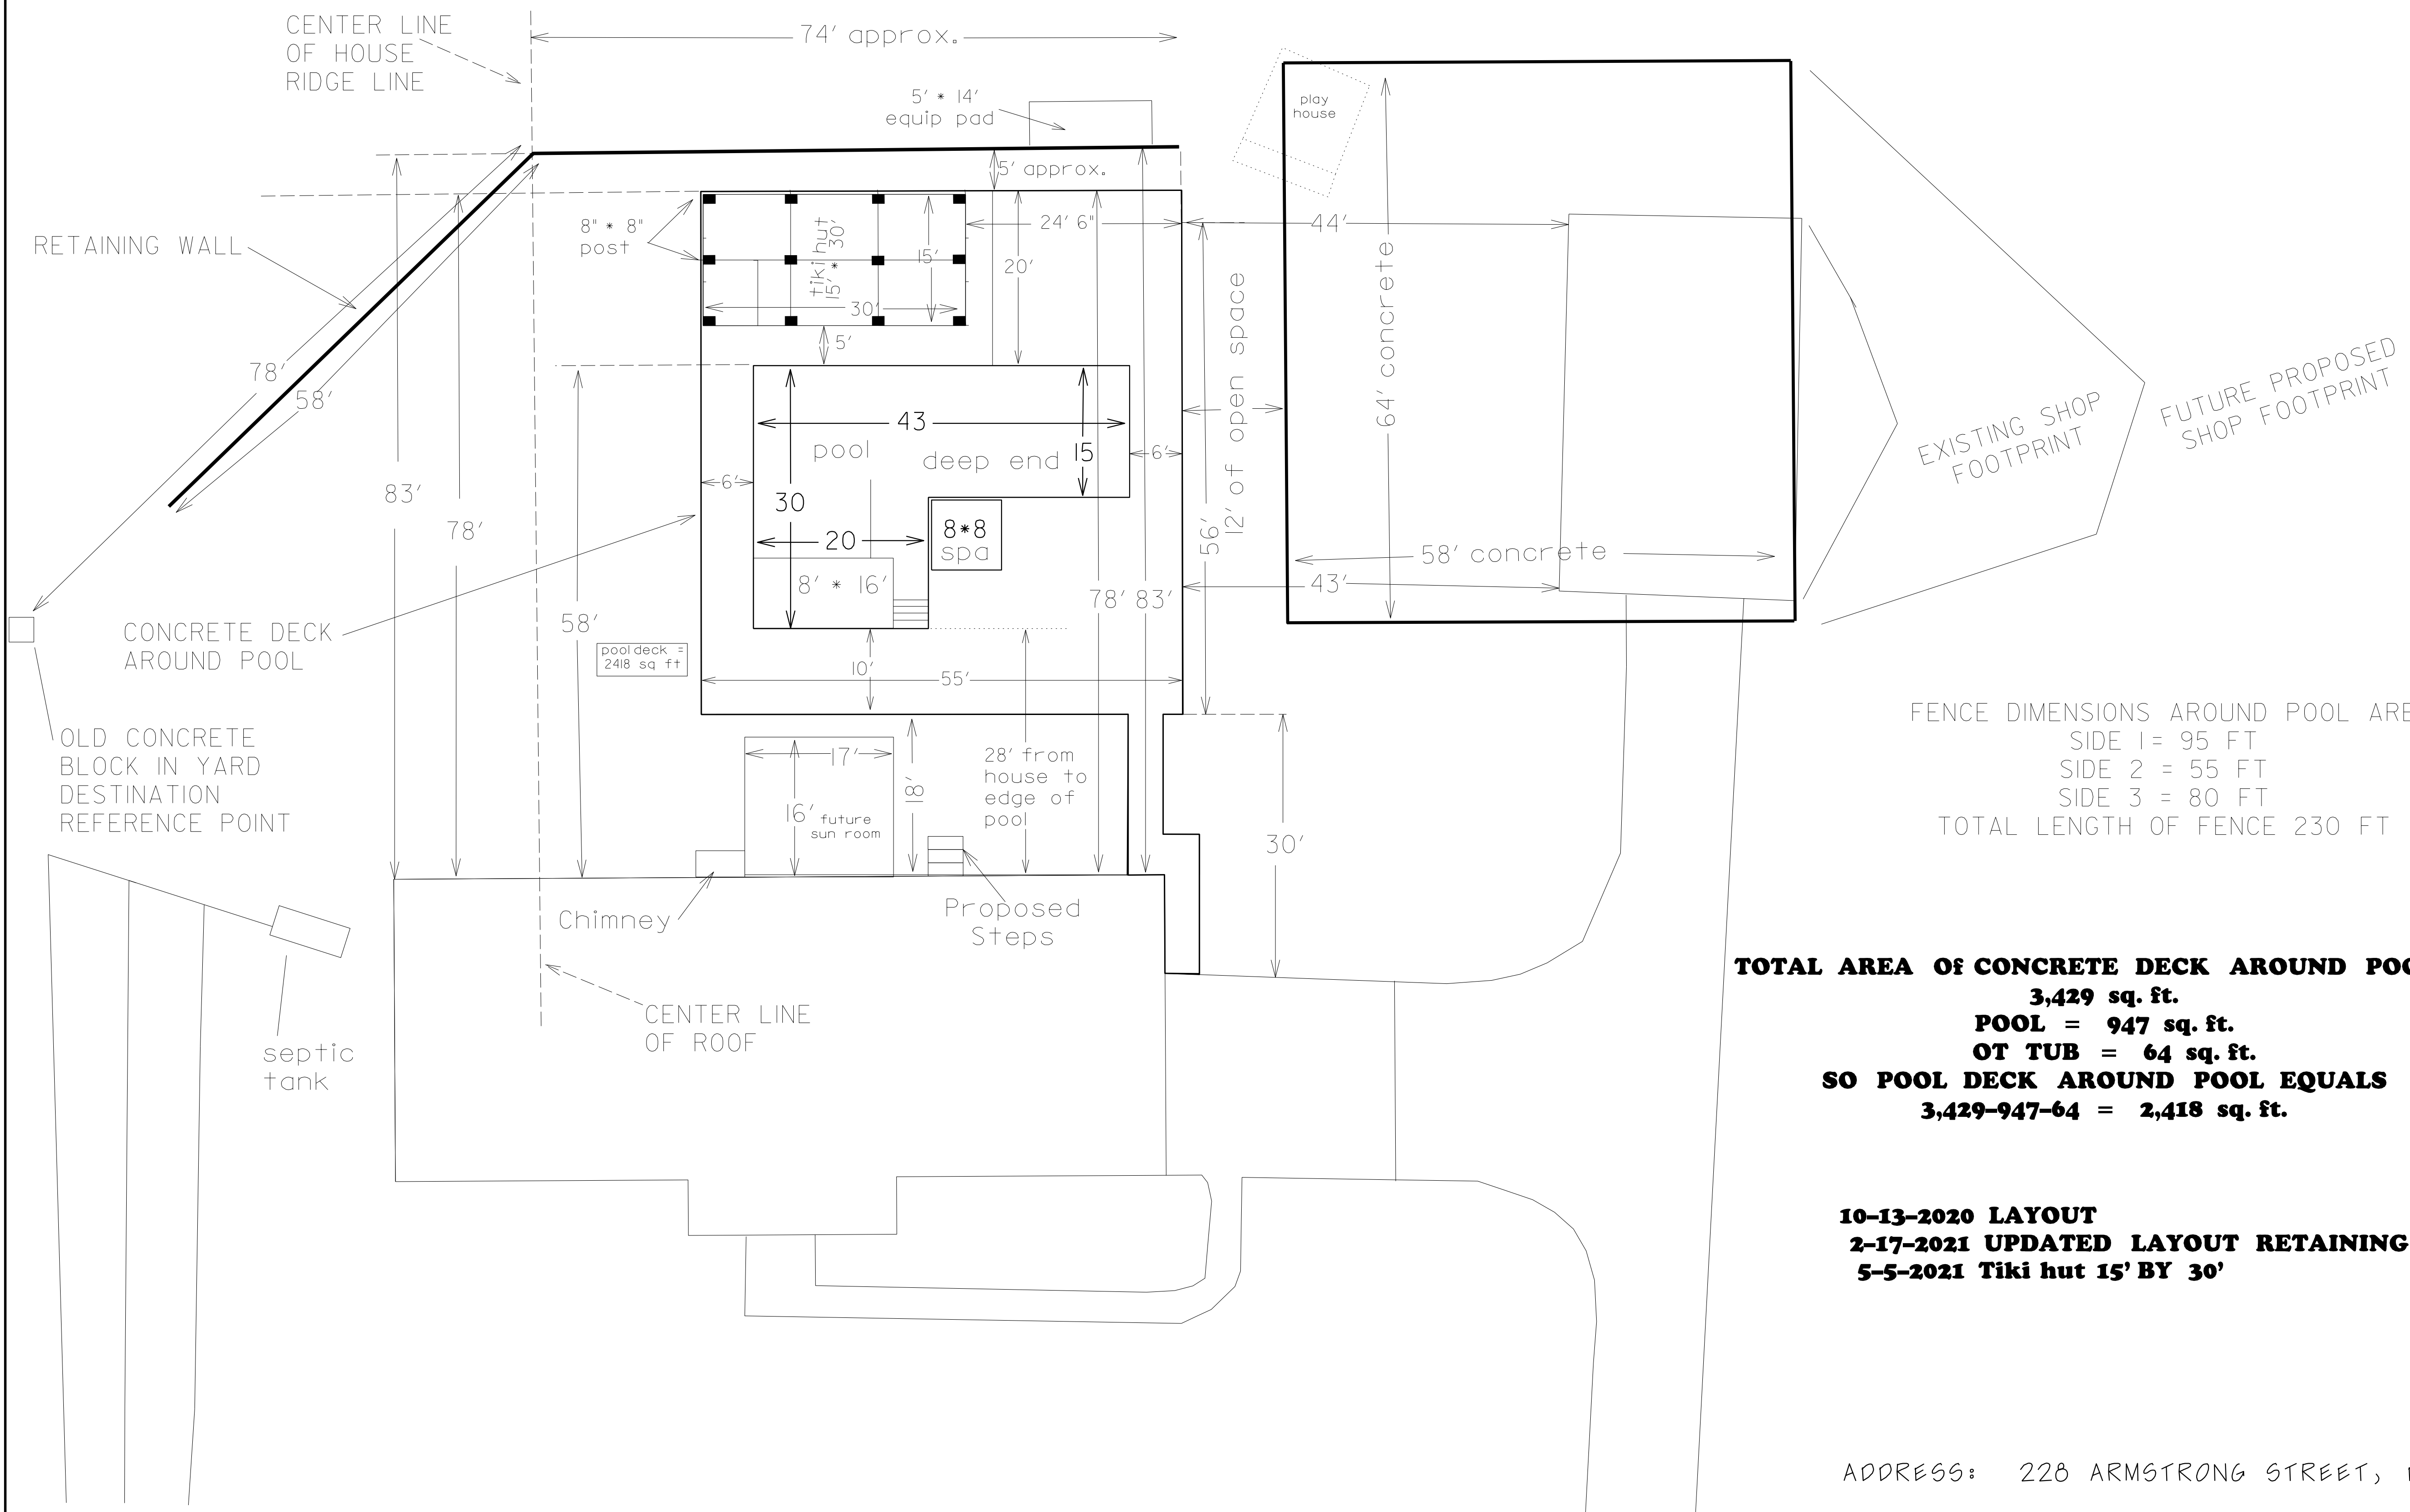 CENTER LINE
OF HOUSE
RIDGE LINE
74' approx.
5' * 14'
equip pad
play
house
5' approx.
RETAINING WALL
8" * 8"
post
tiki hut
15' * 30'
15'
30'
24' 6"
20'
44'
5'
64' concrete
12' of open space
56'
78'
58'
83'
78'
43
pool
deep end
15
6'
6'
30
20
8*8
spa
8' * 16'
58' concrete
43'
78'
83'
EXISTING SHOP
FOOTPRINT
FUTURE PROPOSED
SHOP FOOTPRINT
58'
CONCRETE DECK
AROUND POOL
pool deck =
2418 sq ft
10'
55'
OLD CONCRETE
BLOCK IN YARD
DESTINATION
REFERENCE POINT
17'
16'
future
sun room
18'
28' from
house to
edge of
pool
30'
FENCE DIMENSIONS AROUND POOL ARE
SIDE 1= 95 FT
SIDE 2 = 55 FT
SIDE 3 = 80 FT
TOTAL LENGTH OF FENCE 230 FT
Chimney
Proposed
Steps
CENTER LINE
OF ROOF
septic
tank
TOTAL AREA Of CONCRETE DECK AROUND POO
3,429 sq. ft.
POOL = 947 sq. ft.
OT TUB = 64 sq. ft.
SO POOL DECK AROUND POOL EQUALS
3,429-947-64 = 2,418 sq. ft.
10-13-2020 LAYOUT
2-17-2021 UPDATED LAYOUT RETAINING
5-5-2021 Tiki hut 15' BY 30'
ADDRESS: 228 ARMSTRONG STREET,